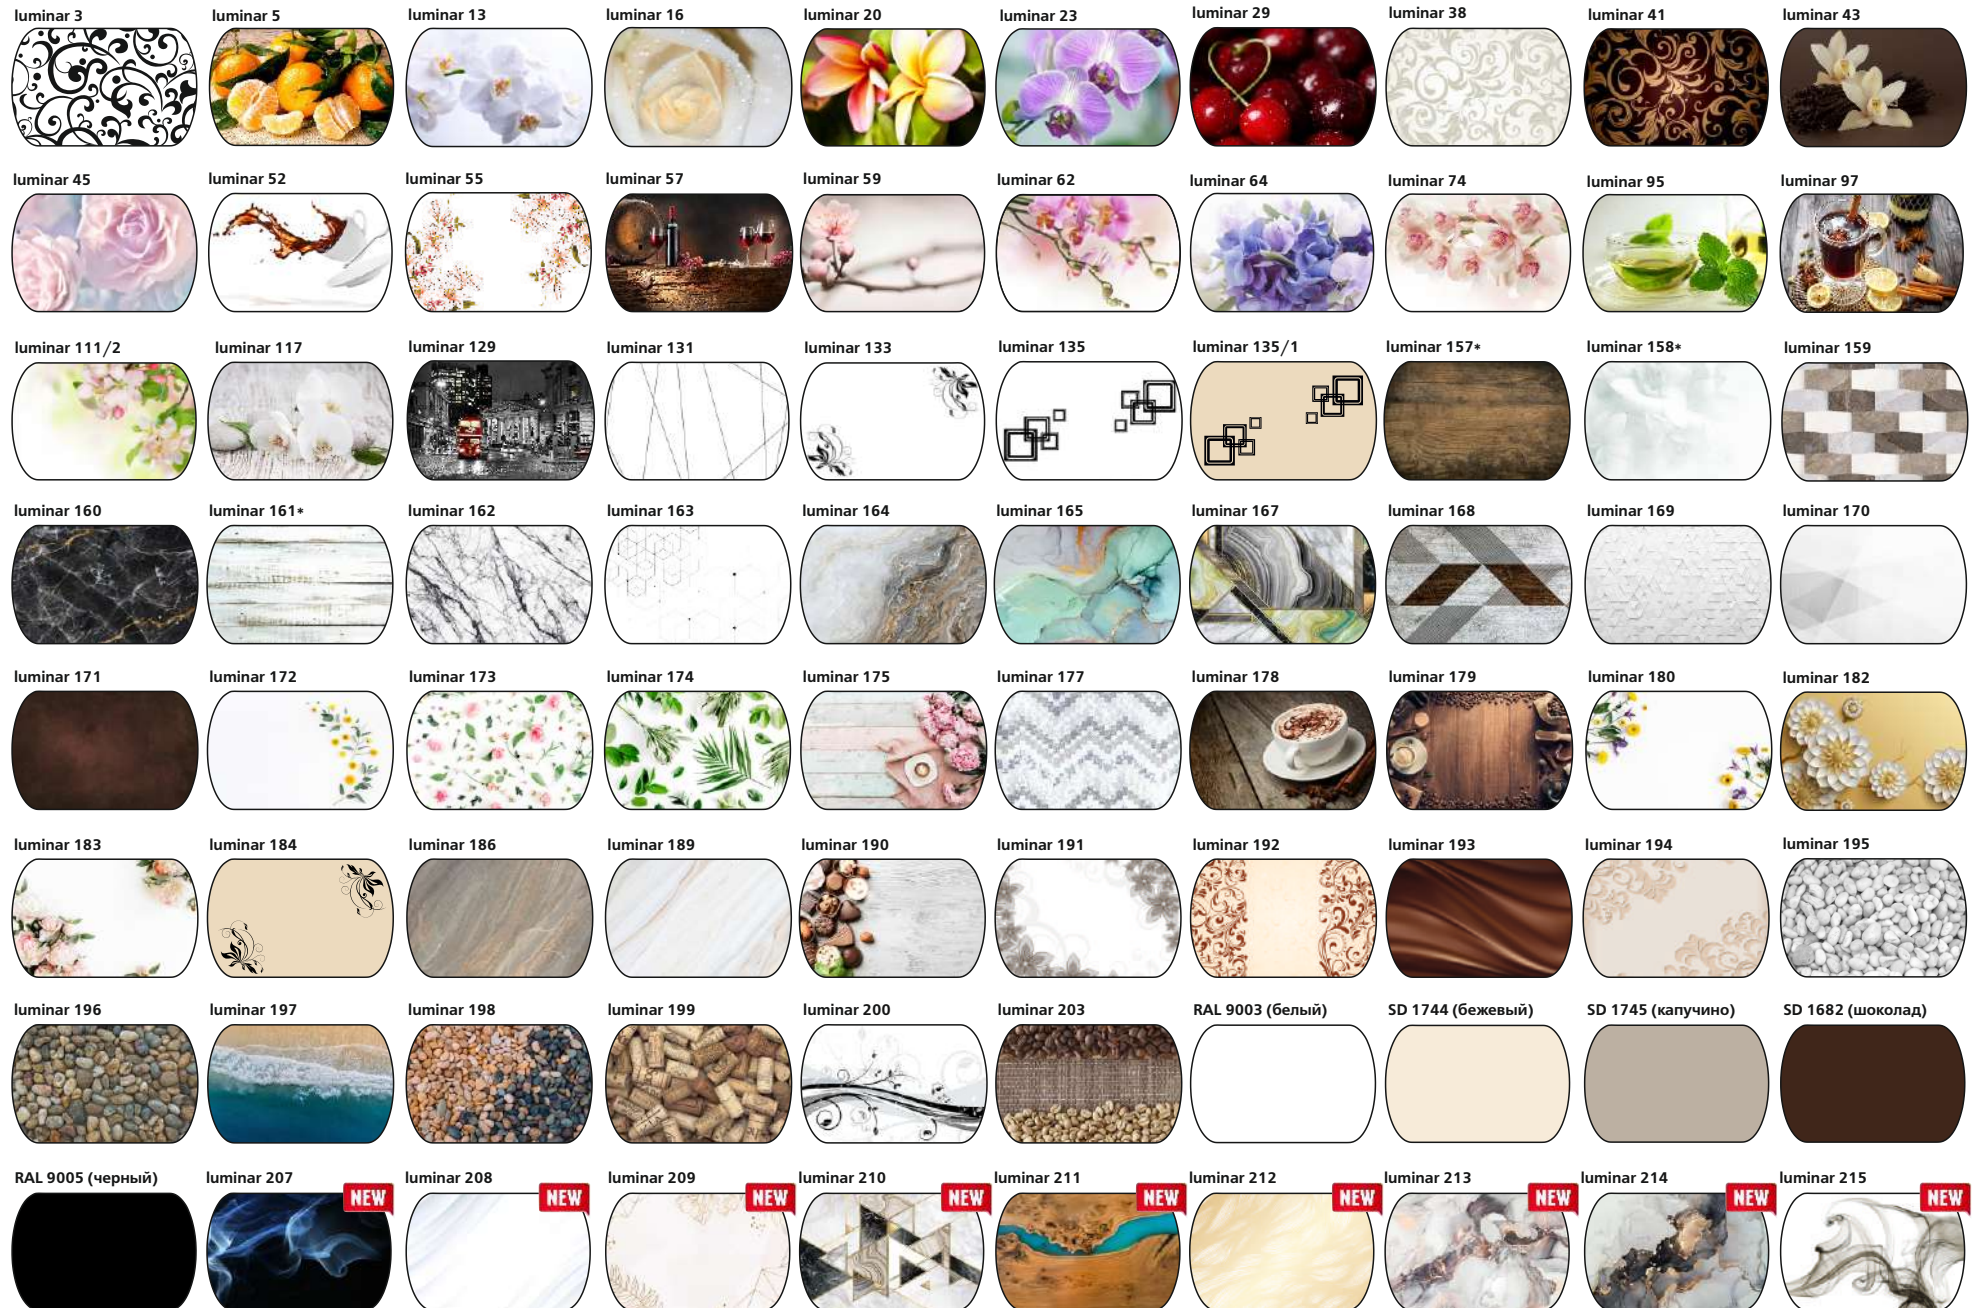 luminar 3 luminar 5 luminar 13 luminar 16 luminar 20 luminar 23 luminar 29 luminar 38 luminar 41 luminar 43
luminar 45 luminar 52 luminar 55 luminar 57 luminar 59 luminar 62 luminar 64 luminar 74 luminar 95 luminar 97
luminar 111/2 luminar 117 luminar 129 luminar 131 luminar 133 luminar 135 luminar 135/1 luminar 157* luminar 158* luminar 159
luminar 160 luminar 161* luminar 162 luminar 163 luminar 164 luminar 165 luminar 167 luminar 168 luminar 169 luminar 170
luminar 171 luminar 172 luminar 173 luminar 174 luminar 175 luminar 177 luminar 178 luminar 179 luminar 180 luminar 182
luminar 183 luminar 184 luminar 186 luminar 189 luminar 190 luminar 191 luminar 192 luminar 193 luminar 194 luminar 195
luminar 196 luminar 197 luminar 198 luminar 199 luminar 200 luminar 203 RAL 9003 (белый) SD 1744 (бежевый) SD 1745 (капучино) SD 1682 (шоколад)
RAL 9005 (черный) luminar 207 luminar 208 luminar 209 luminar 210 luminar 211 luminar 212 luminar 213 luminar 214 luminar 215
NEW NEW NEW NEW NEW NEW NEW NEW NEW